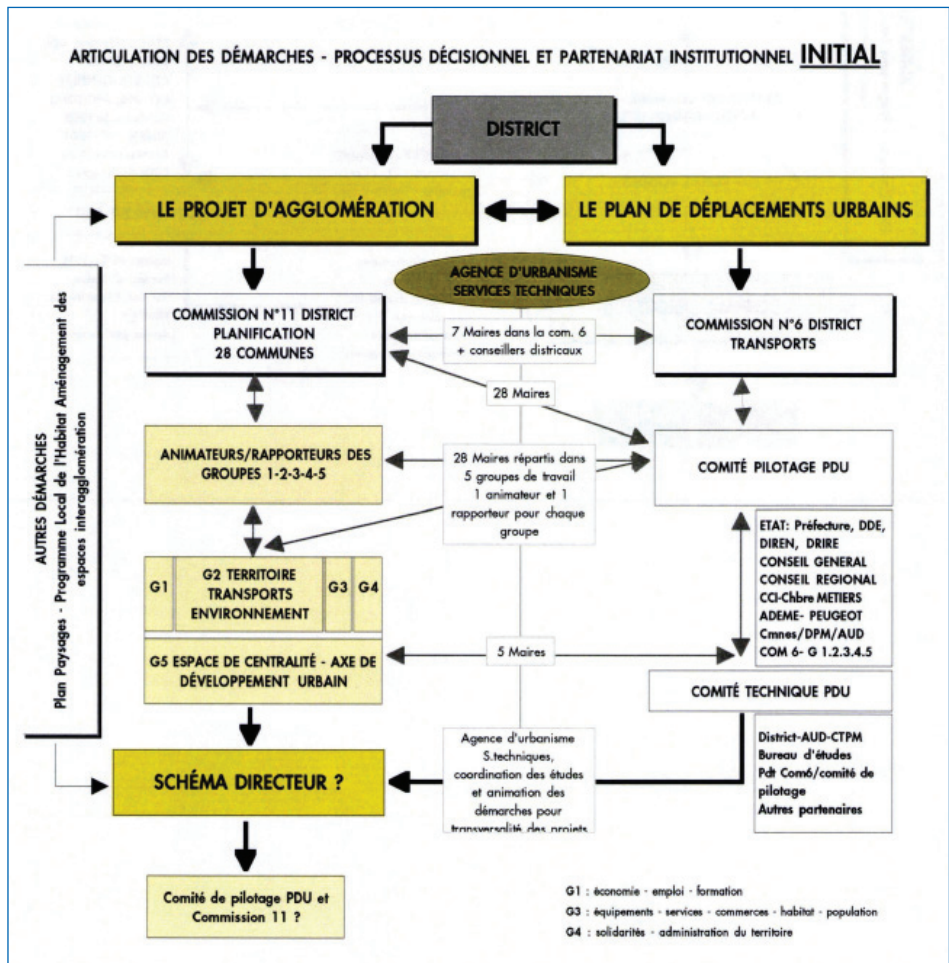 ARTICULATION DES DÉMARCHES - PROCESSUS DÉCISIONNEL ET PARTENARIAT INSTITUTIONNEL INITIAL
DISTRICT
LE PROJET D'AGGLOMÉRATION
LE PLAN DE DÉPLACEMENTS URBAINS
AGENCE D'URBANISME
SERVICES TECHNIQUES
COMMISSION N°11 DISTRICT
PLANIFICATION
28 COMMUNES
7 Maires dans la com. 6
+ conseillers districaux
COMMISSION N°6 DISTRICT
TRANSPORTS
28 Maires
ANIMATEURS/RAPPORTEURS DES
GROUPES 1-2-3-4-5
28 Maires répartis dans
5 groupes de travail
1 animateur et 1
rapporteur pour chaque
groupe
COMITÉ PILOTAGE PDU
AUTRES DÉMARCHES
Plan Paysages - Programme Local de l'Habitat Aménagement des
espaces interagglomération
ETAT: Préfecture, DDE,
DIREN, DRIRE
CONSEIL GENERAL
CONSEIL REGIONAL
CCI-Chbre METIERS
ADEME- PEUGEOT
Cmnes/DPM/AUD
COM 6- G 1.2.3.4.5
G1
G2 TERRITOIRE
TRANSPORTS
ENVIRONNEMENT
G3
G4
G5 ESPACE DE CENTRALITÉ - AXE DE
DÉVELOPPEMENT URBAIN
5 Maires
COMITÉ TECHNIQUE PDU
SCHÉMA DIRECTEUR ?
Agence d'urbanisme
S.techniques,
coordination des études
et animation des
démarches pour
transversalité des projets
District-AUD-CTPM
Bureau d'études
Pdt Com6/comité de
pilotage
Autres partenaires
Comité de pilotage PDU et
Commission 11 ?
G1 : économie - emploi - formation
G3 : équipements - services - commerces - habitat - population
G4 : solidarités - administration du territoire